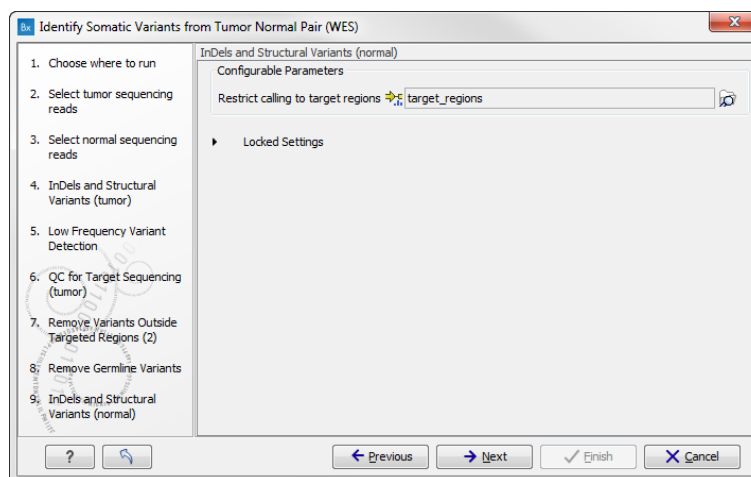 Bx Identify Somatic Variants from Tumor Normal Pair (WES)
1. Choose where to run
2. Select tumor sequencing
reads
3. Select normal sequencing
reads
4. InDels and Structural
Variants (tumor)
5. Low Frequency Variant
Detection
6. QC for Target Sequencing
(tumor)
7. Remove Variants Outside
Targeted Regions (2)
8. Remove Germline Variants
9. InDels and Structural
Variants (normal)
InDels and Structural Variants (normal)
Configurable Parameters
Restrict calling to target regions target_regions
Locked Settings
?
Previous
Next
Finish
Cancel